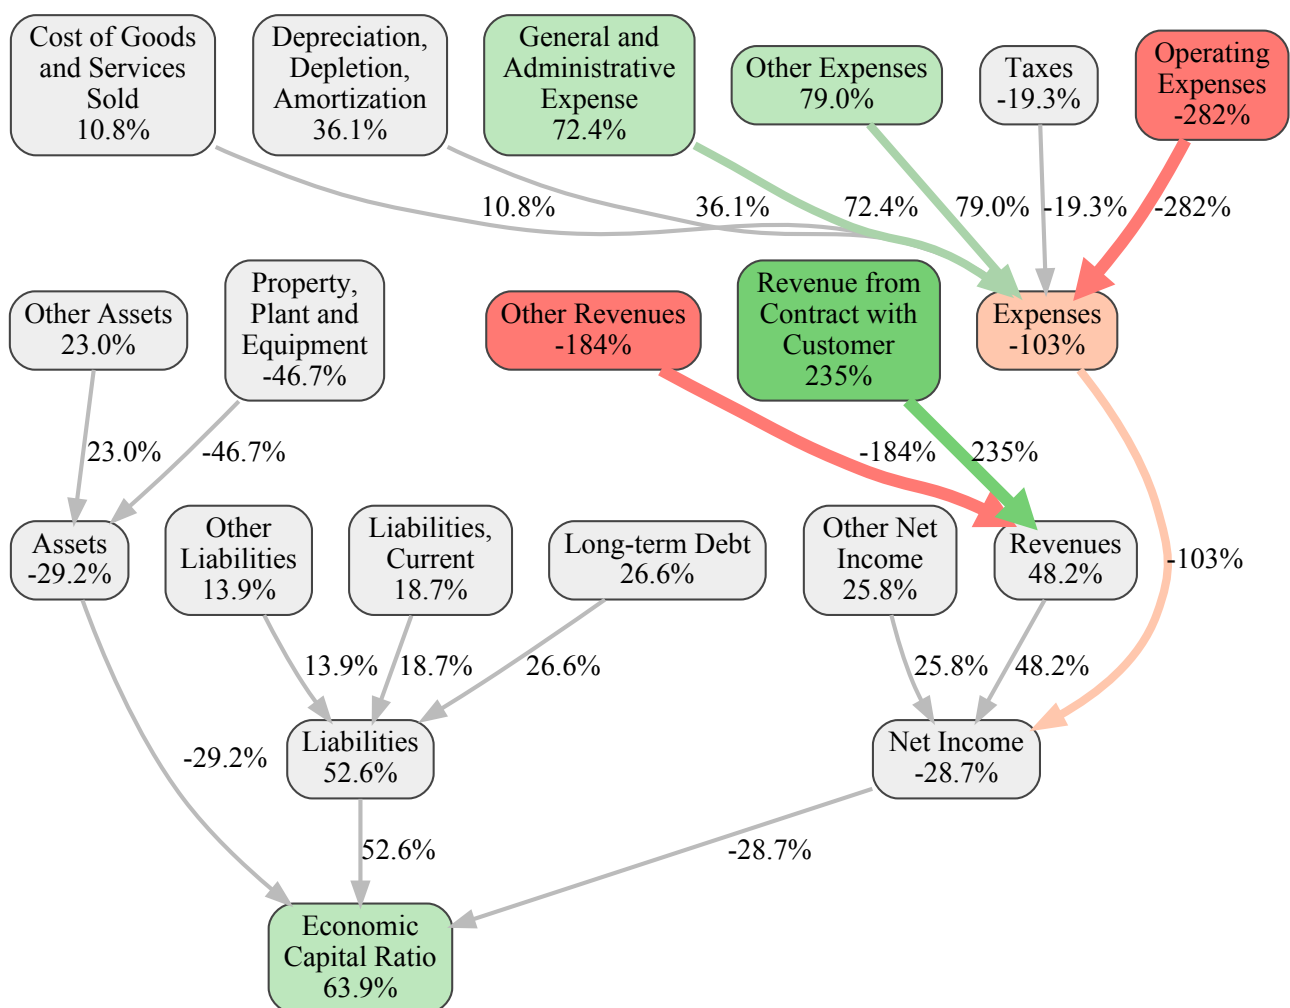 Cost of Goods
and Services
Sold
10.8%
Depreciation,
Depletion,
Amortization
36.1%
General and
Administrative
Expense
72.4%
Other Expenses
79.0%
Taxes
-19.3%
Operating
Expenses
-282%
10.8%
36.1%
72.4%
79.0%
-19.3%
-282%
Other Assets
23.0%
Property,
Plant and
Equipment
-46.7%
Other Revenues
-184%
Revenue from
Contract with
Customer
235%
Expenses
-103%
23.0%
-46.7%
-184%
235%
Assets
-29.2%
Other
Liabilities
13.9%
Liabilities,
Current
18.7%
Long-term Debt
26.6%
Other Net
Income
25.8%
Revenues
48.2%
-103%
13.9%
18.7%
26.6%
25.8%
48.2%
-29.2%
Liabilities
52.6%
Net Income
-28.7%
52.6%
-28.7%
Economic
Capital Ratio
63.9%